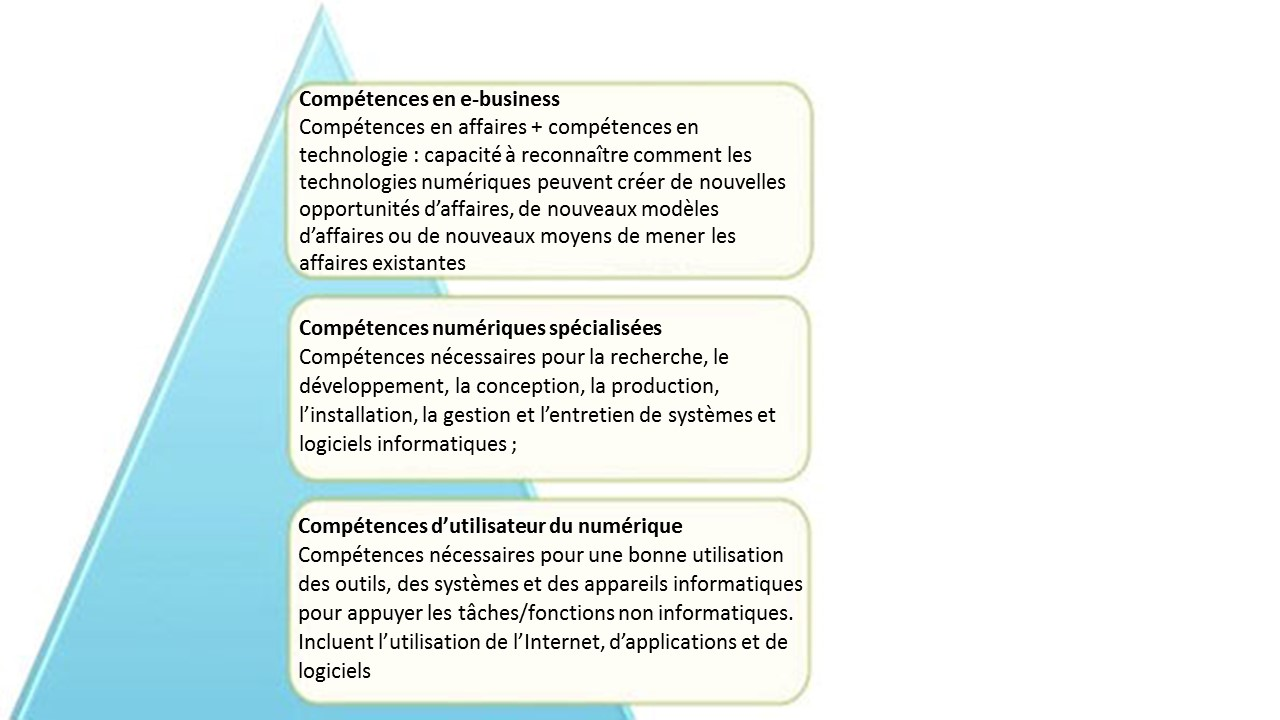 Compétences en e-business
Compétences en affaires + compétences en
technologie : capacité à reconnaître comment les
technologies numériques peuvent créer de nouvelles
opportunités d’affaires, de nouveaux modèles
d’affaires ou de nouveaux moyens de mener les
affaires existantes
Compétences numériques spécialisées
Compétences nécessaires pour la recherche, le
développement, la conception, la production,
l’installation, la gestion et l’entretien de systèmes et
logiciels informatiques ;
Compétences d’utilisateur du numérique
Compétences nécessaires pour une bonne utilisation
des outils, des systèmes et des appareils informatiques
pour appuyer les tâches/fonctions non informatiques.
Incluent l’utilisation de l’Internet, d’applications et de
logiciels